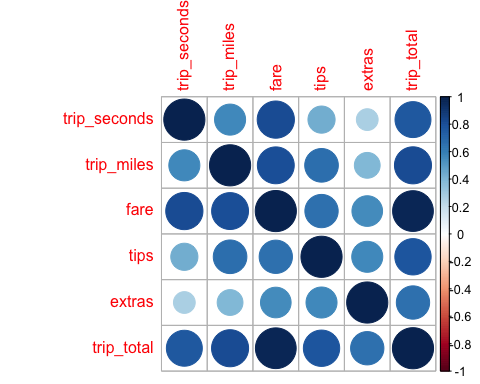 trip_seconds
trip_miles
fare
tips
extras
trip_total
trip_seconds
trip_miles
fare
tips
extras
trip_total
1
0.8
0.6
0.4
0.2
0
-0.2
-0.4
-0.6
-0.8
-1